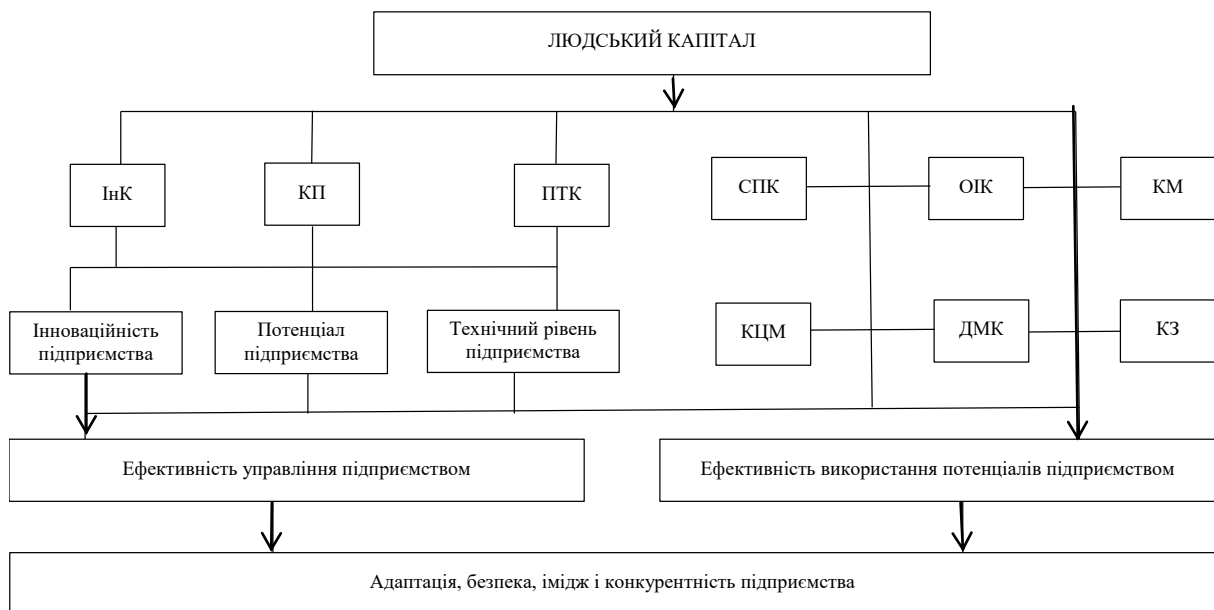 ЛЮДСЬКИЙ КАПІТАЛ
ІнК
КП
ПТК
СПК
ОІК
КМ
Інноваційність
підприємства
Потенціал
підприємства
Технічний рівень
підприємства
КЦМ
ДМК
КЗ
Ефективність управління підприємством
Ефективність використання потенціалів підприємством
Адаптація, безпека, імідж і конкурентність підприємства